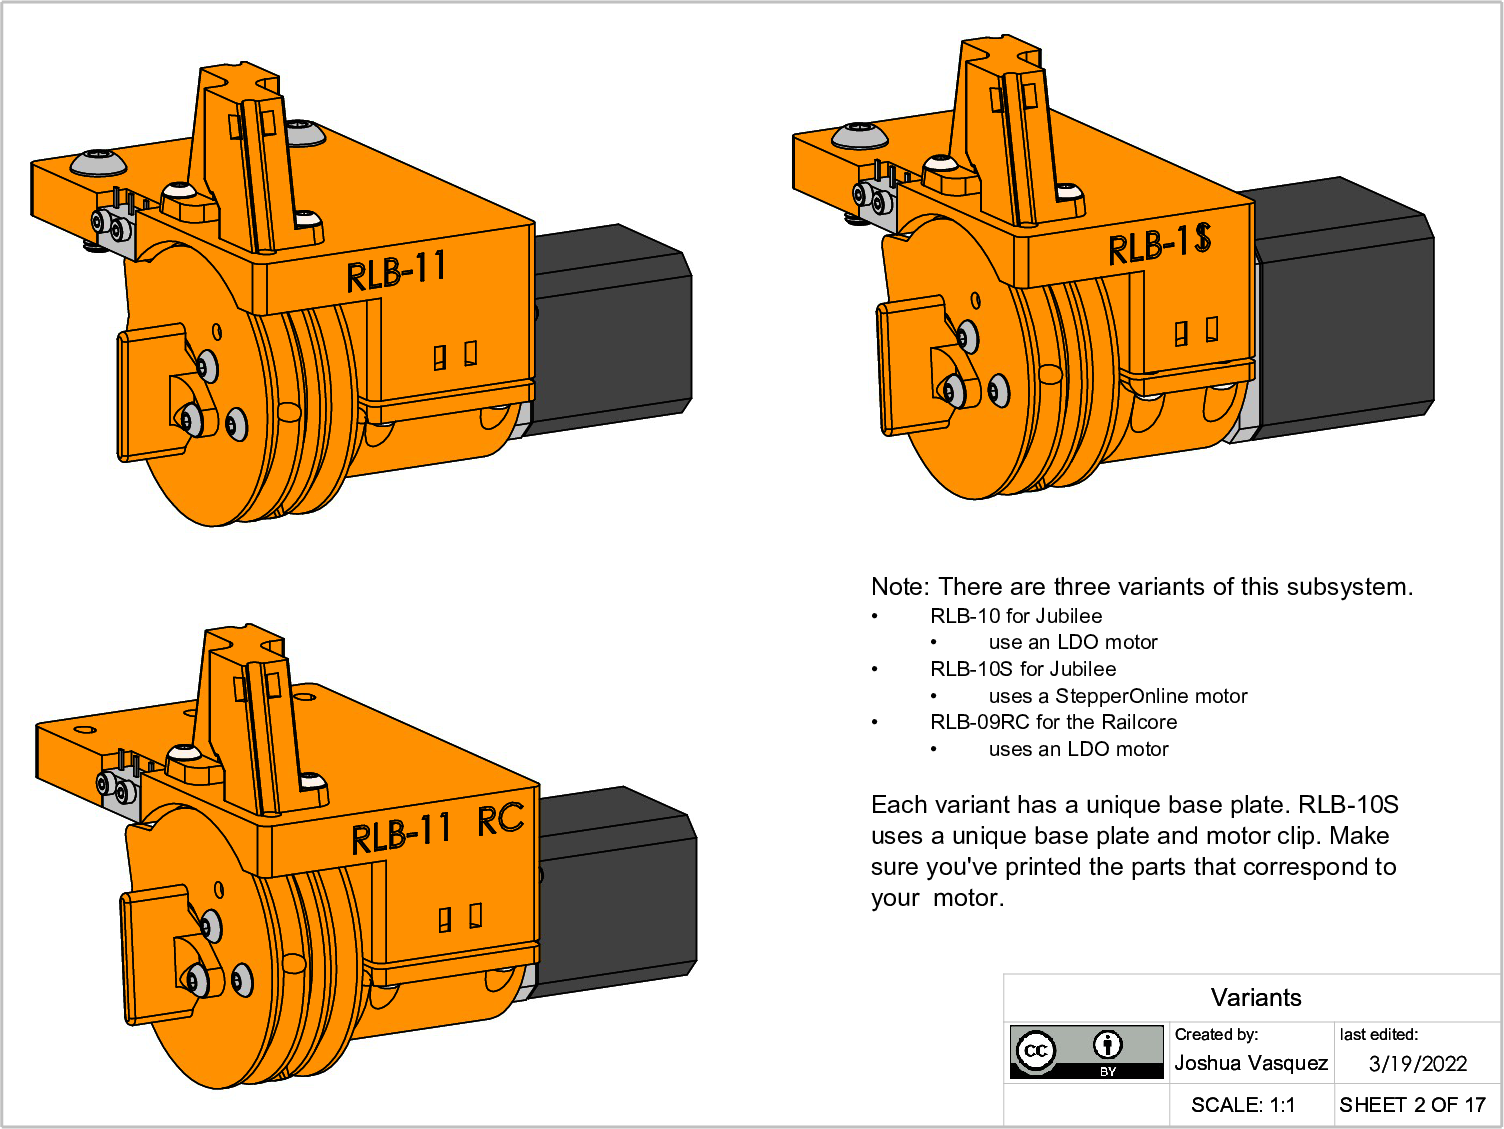 RLB-11
RLB-1S
RLB-11 RC
Note: There are three variants of this subsystem.
• RLB-10 for Jubilee
• use an LDO motor
• RLB-10S for Jubilee
• uses a StepperOnline motor
• RLB-09RC for the Railcore
• uses an LDO motor
Each variant has a unique base plate. RLB-10S
uses a unique base plate and motor clip. Make
sure you've printed the parts that correspond to
your motor.
Variants
cc
BY
Created by:
Joshua Vasquez
last edited:
3/19/2022
SCALE: 1:1
SHEET 2 OF 17